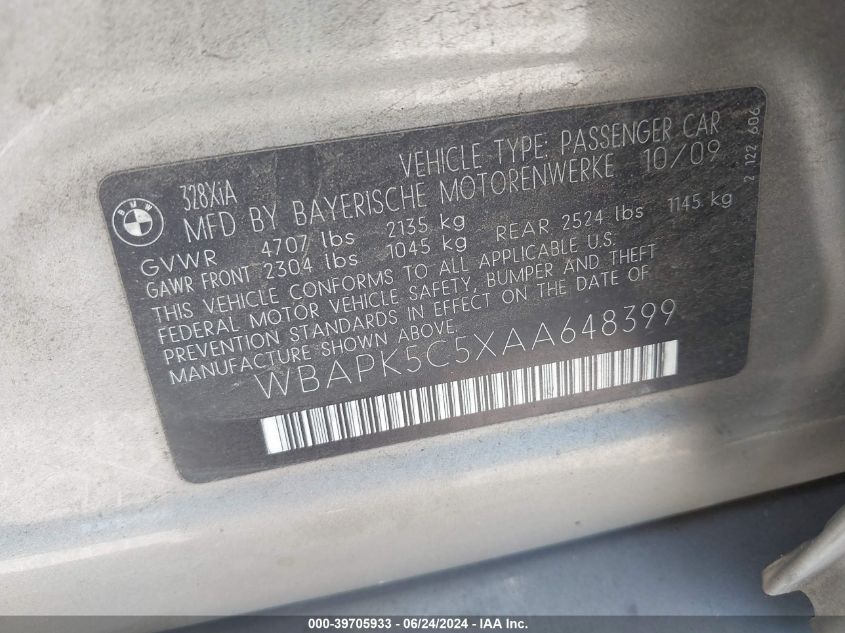 BMW
328XiA
VEHICLE TYPE: PASSENGER CAR
MFD BY BAYERISCHE MOTORENWERKE 10/09
GVWR 4707 lbs 2135 kg
GAWR FRONT 2304 lbs 1045 kg REAR 2524 lbs 1145 kg
THIS VEHICLE CONFORMS TO ALL APPLICABLE U.S.
FEDERAL MOTOR VEHICLE SAFETY, BUMPER AND THEFT
PREVENTION STANDARDS IN EFFECT ON THE DATE OF
MANUFACTURE SHOWN ABOVE.
WBAPK5C5XAA648399
2 122 606
000-39705933 - 06/24/2024 - IAA Inc.